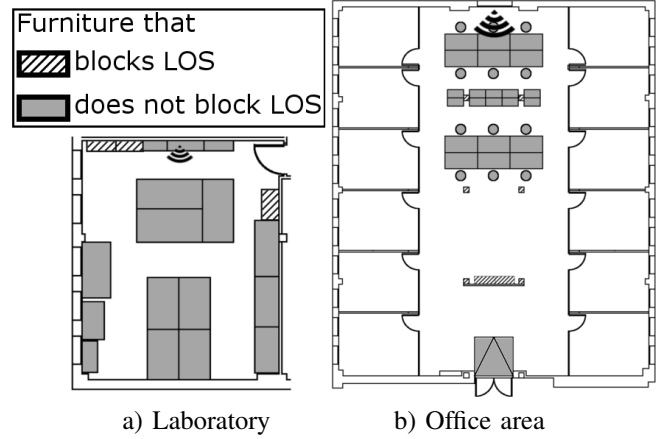 Furniture that
blocks LOS
does not block LOS
a) Laboratory
b) Office area